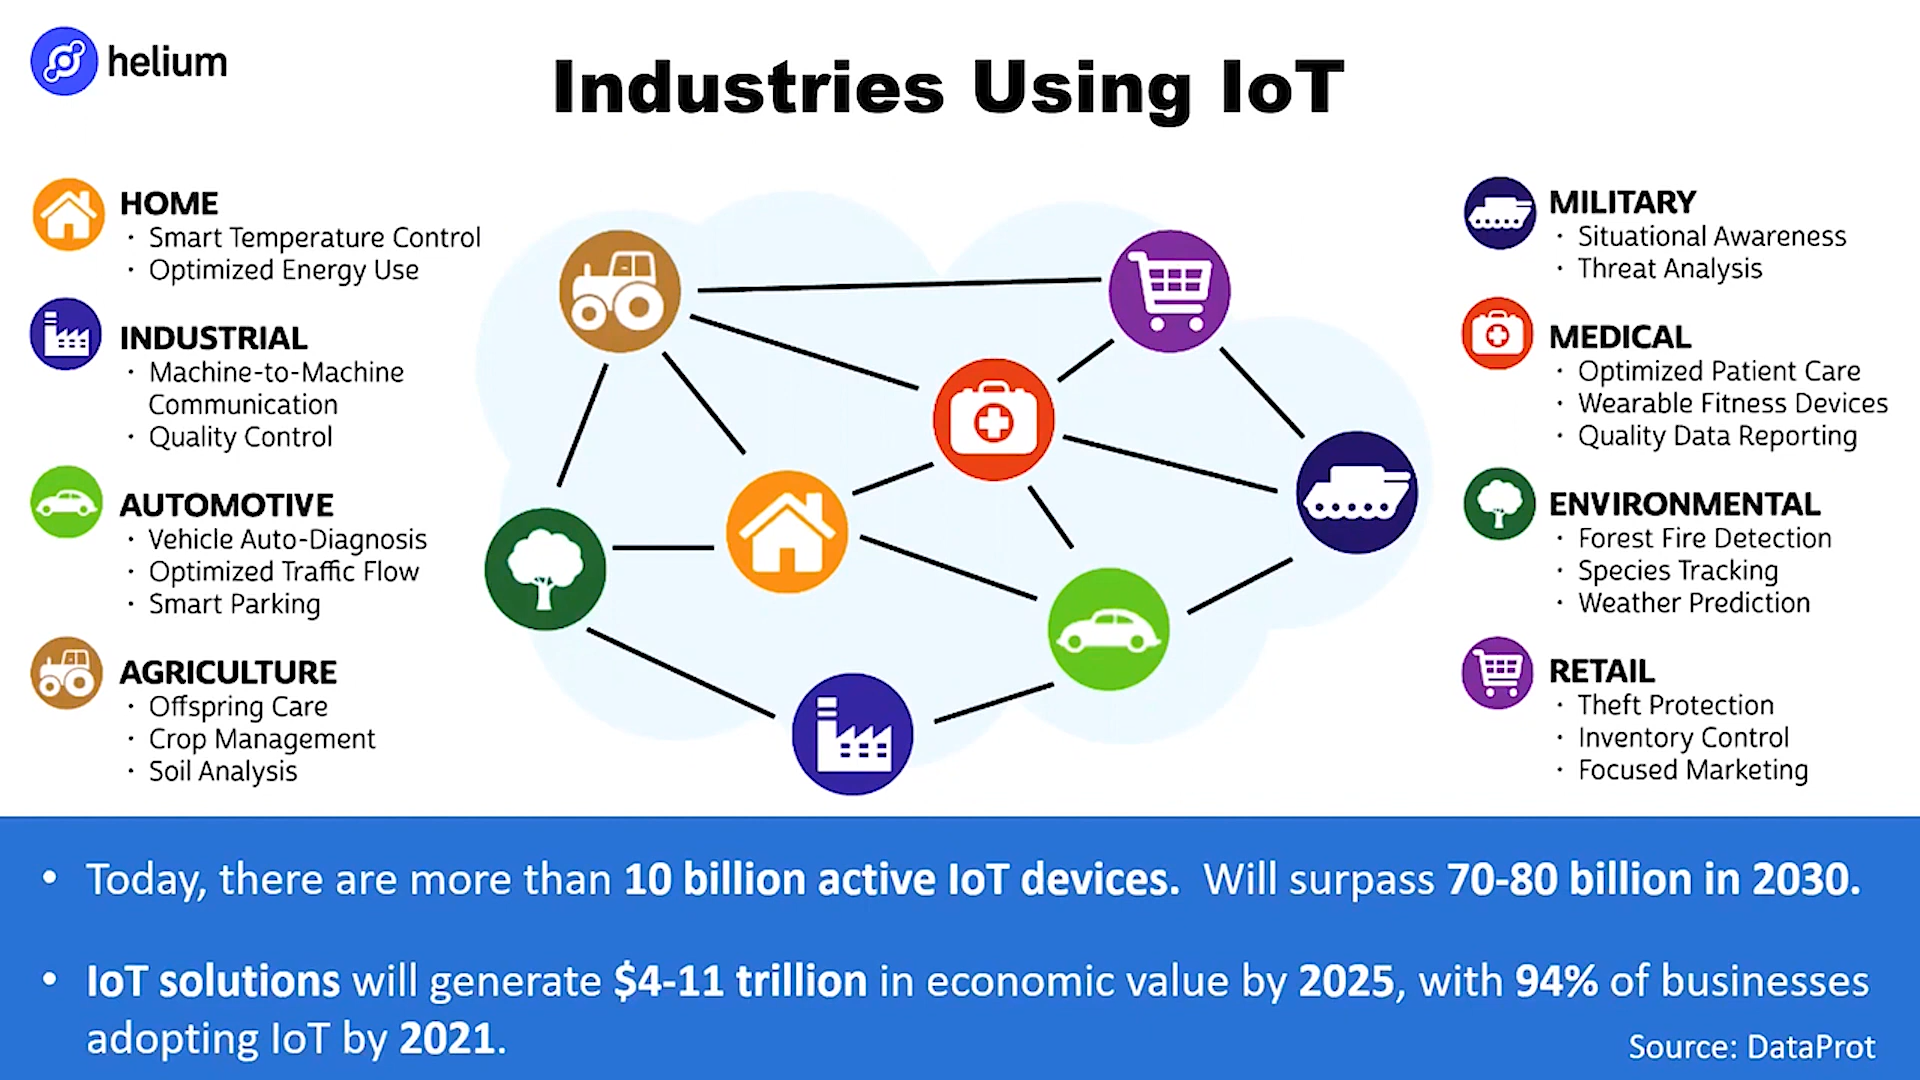 helium
Industries Using IoT
HOME
· Smart Temperature Control
· Optimized Energy Use
INDUSTRIAL
· Machine-to-Machine
Communication
· Quality Control
AUTOMOTIVE
· Vehicle Auto-Diagnosis
· Optimized Traffic Flow
· Smart Parking
AGRICULTURE
· Offspring Care
· Crop Management
· Soil Analysis
MILITARY
· Situational Awareness
· Threat Analysis
MEDICAL
· Optimized Patient Care
· Wearable Fitness Devices
· Quality Data Reporting
ENVIRONMENTAL
· Forest Fire Detection
· Species Tracking
· Weather Prediction
RETAIL
· Theft Protection
· Inventory Control
· Focused Marketing
• Today, there are more than 10 billion active IoT devices. Will surpass 70-80 billion in 2030.
• IoT solutions will generate $4-11 trillion in economic value by 2025, with 94% of businesses
adopting IoT by 2021.
Source: DataProt